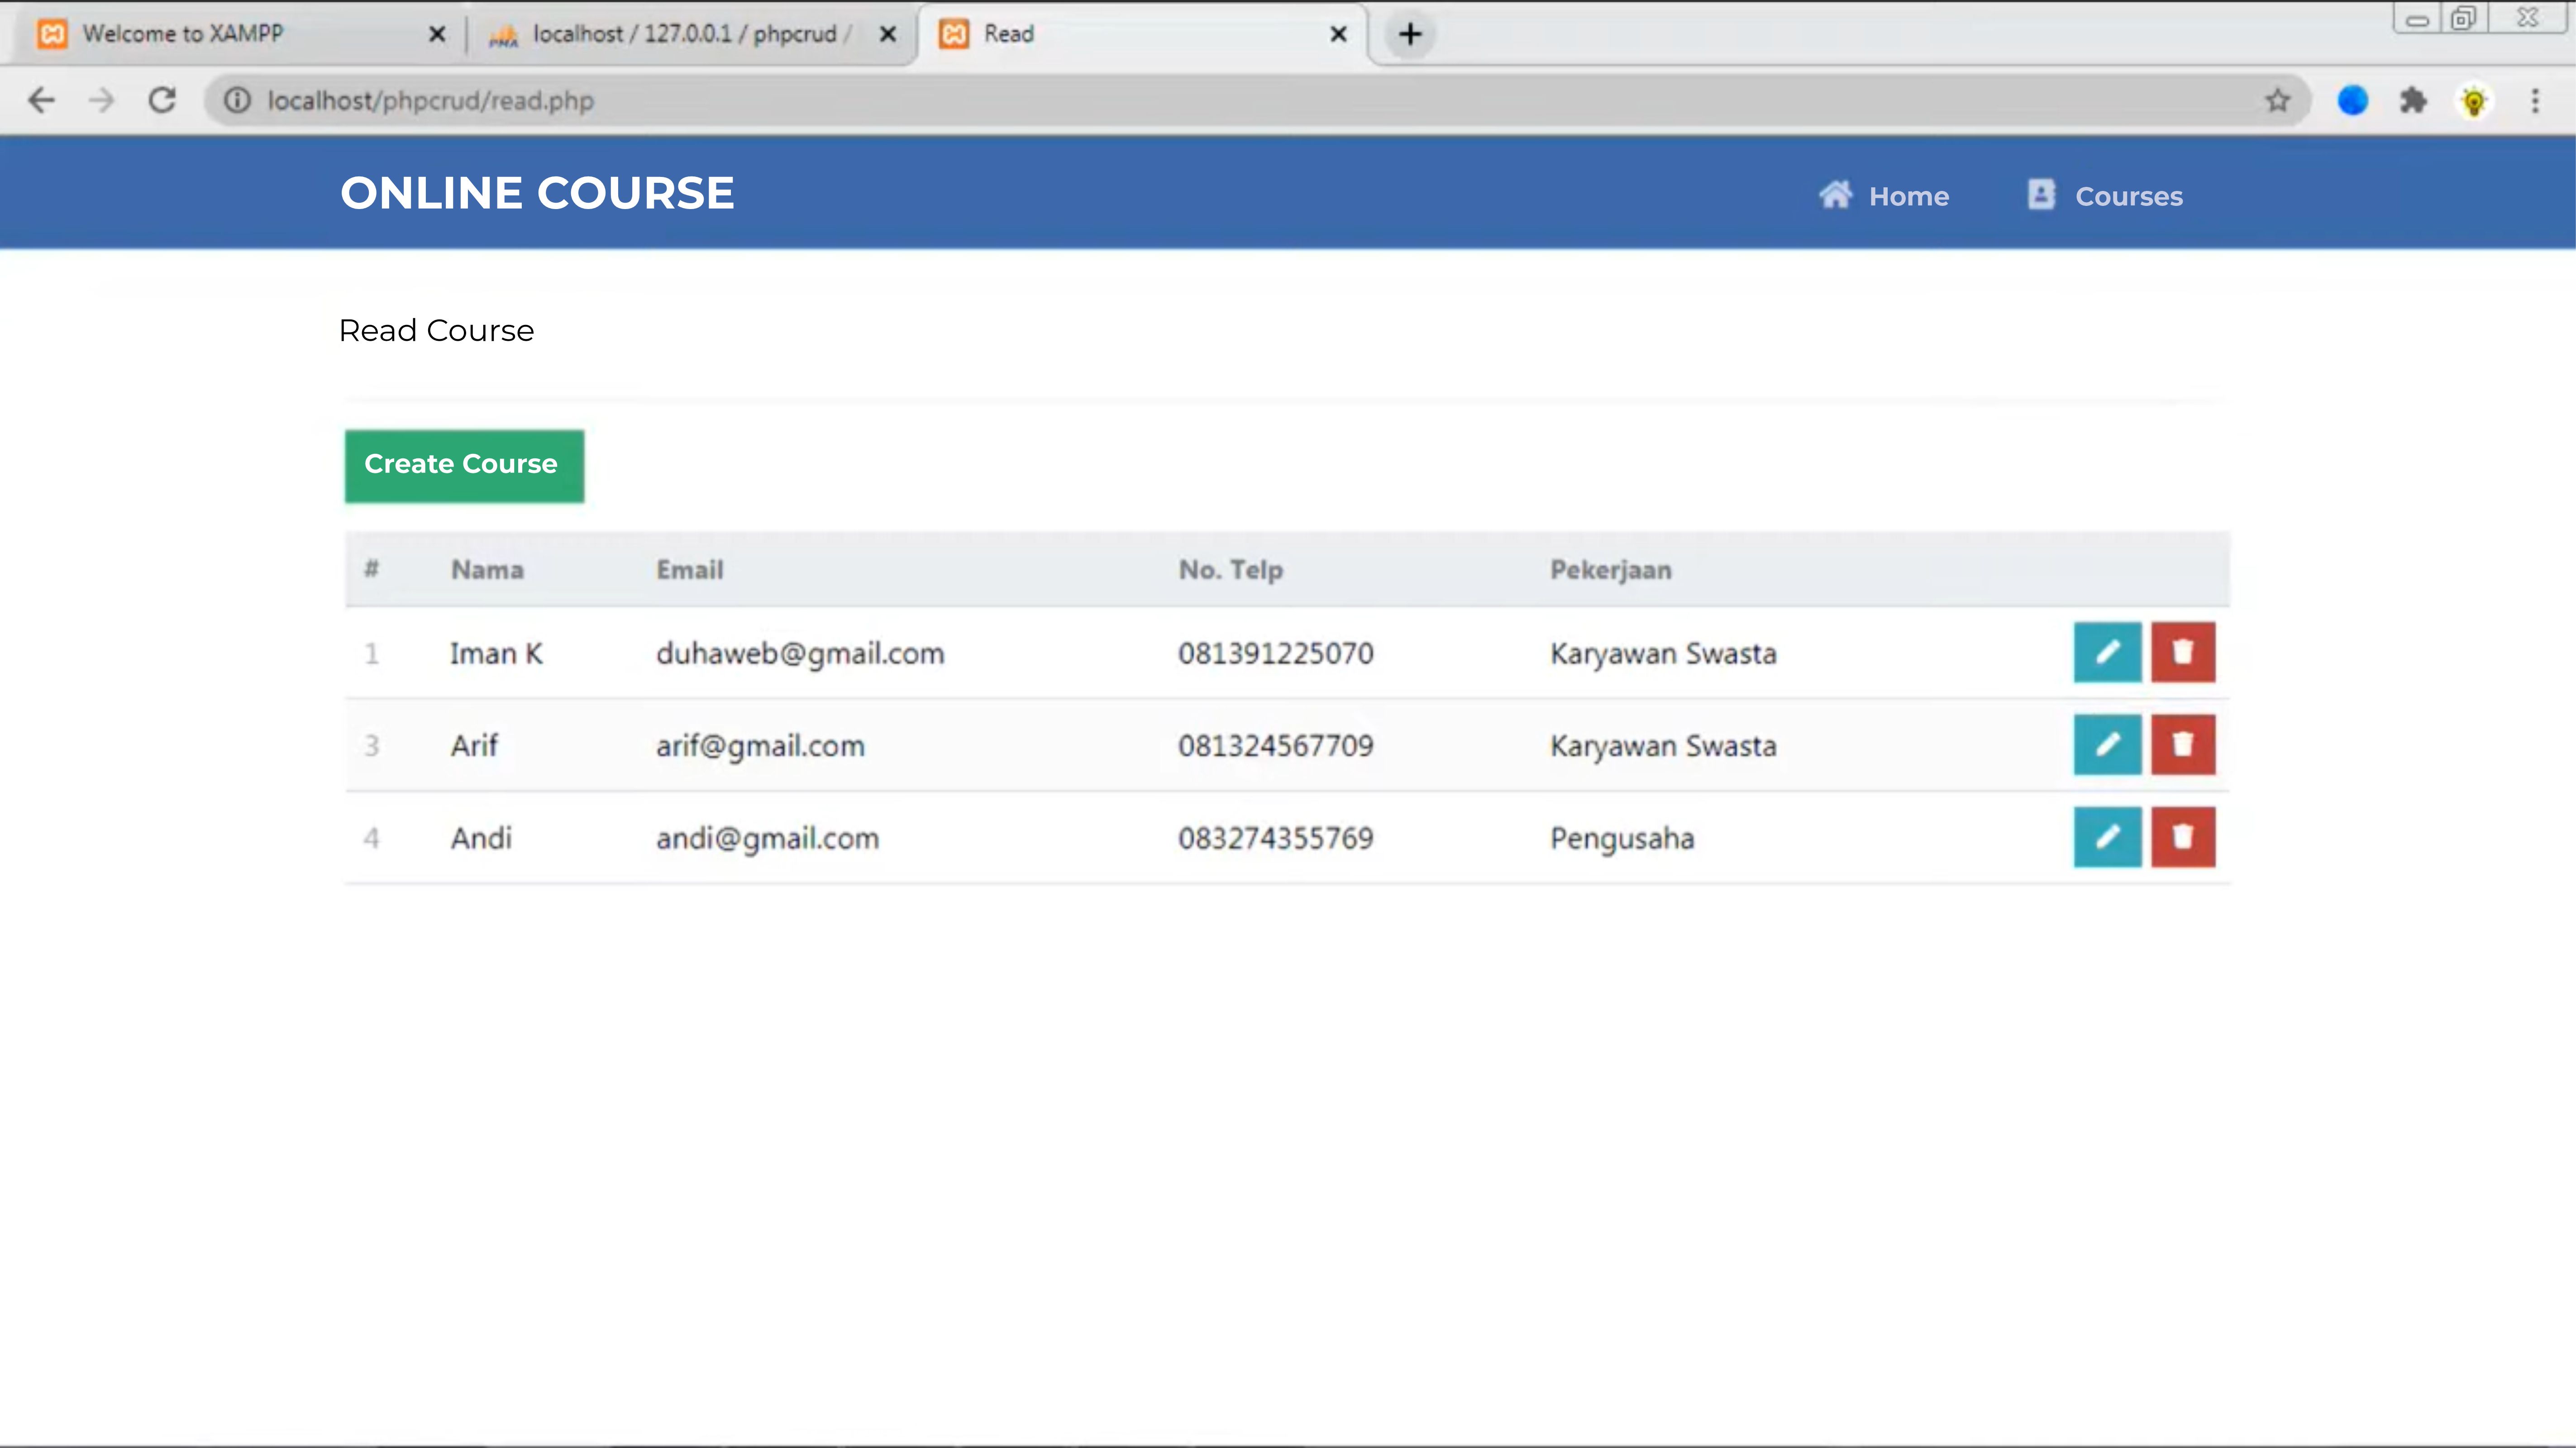 Welcome to XAMPP
localhost / 127.0.0.1 / phpcrud /
Read
localhost/phpcrud/read.php
ONLINE COURSE
Home
Courses
Read Course
Create Course
# Nama Email No. Telp Pekerjaan
1 Iman K duhaweb@gmail.com 081391225070 Karyawan Swasta
3 Arif arif@gmail.com 081324567709 Karyawan Swasta
4 Andi andi@gmail.com 083274355769 Pengusaha